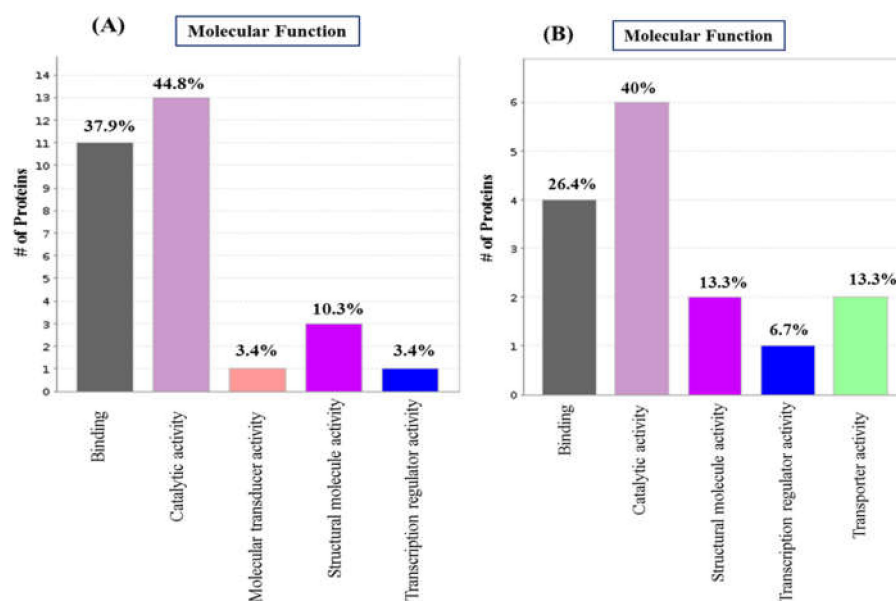 (A)
Molecular Function
# of Proteins
14
13
12
11
10
9
8
7
6
5
4
3
2
1
0
37.9%
44.8%
3.4%
10.3%
3.4%
Binding
Catalytic activity
Molecular transducer activity
Structural molecule activity
Transcription regulator activity
(B)
Molecular Function
# of Proteins
6
5
4
3
2
1
0
26.4%
40%
13.3%
6.7%
13.3%
Binding
Catalytic activity
Structural molecule activity
Transcription regulator activity
Transporter activity